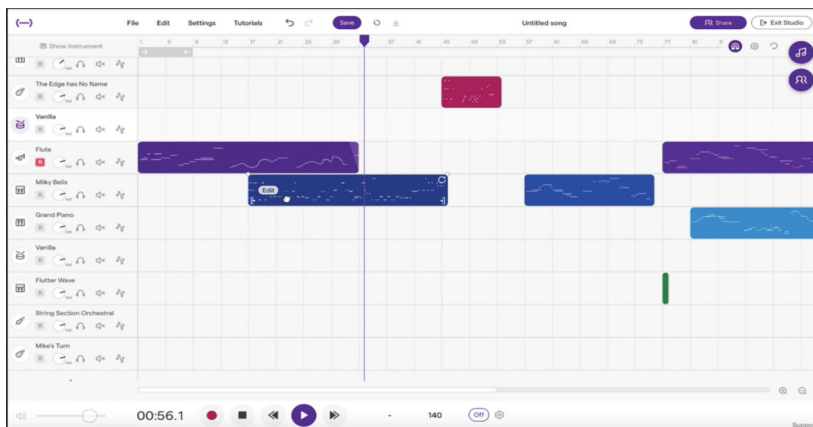 File Edit Settings Tutorials Save Untitled song Share Exit Studio
Show Instrument 1 5 9 13 17 21 25 29 37 41 45 49 53 57 61 65 69 73 77 81
R
The Edge has No Name
R
Vanilla
R
Flute
R
Milky Bells
Edit
R
Grand Piano
R
Vanilla
R
Flutter Wave
R
String Section Orchestral
R
Mike's Turn
R
00:56.1 - 140 Off
Suppo